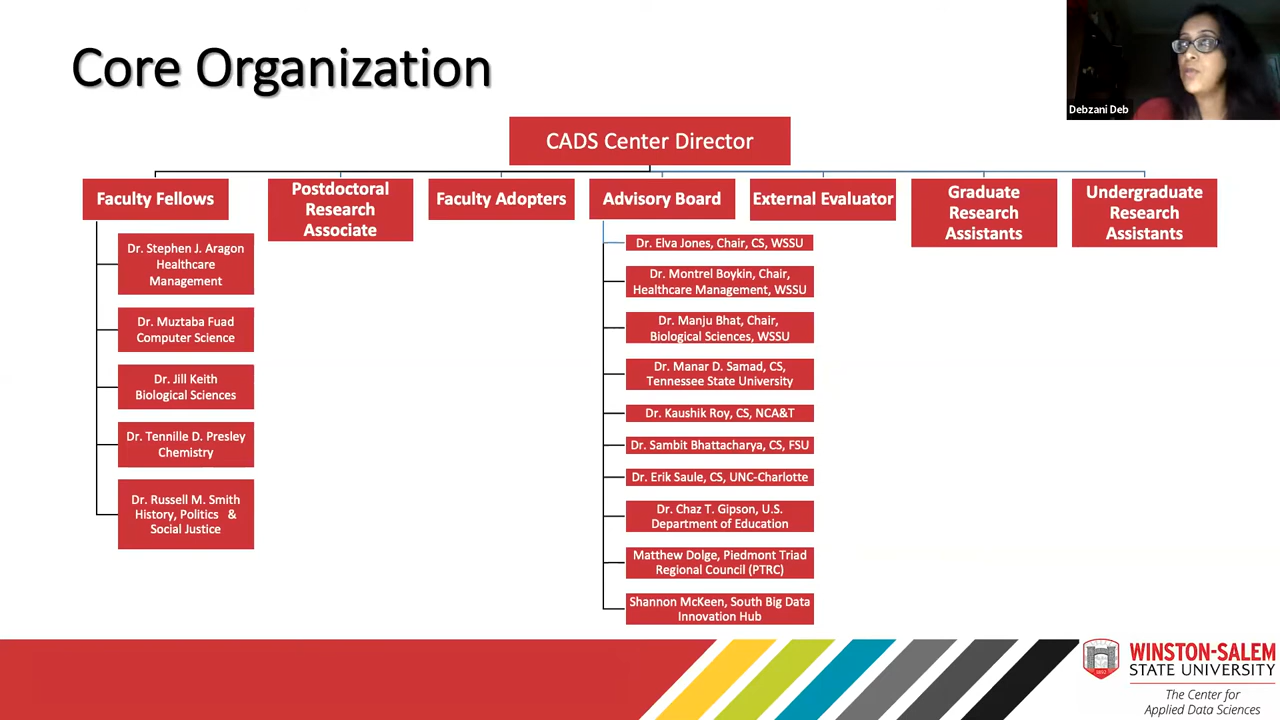 Core Organization
Debzani Deb
CADS Center Director
Faculty Fellows
Postdoctoral
Research
Associate
Faculty Adopters
Advisory Board
External Evaluator
Graduate
Research
Assistants
Undergraduate
Research
Assistants
Dr. Stephen J. Aragon
Healthcare
Management
Dr. Muztaba Fuad
Computer Science
Dr. Jill Keith
Biological Sciences
Dr. Tennille D. Presley
Chemistry
Dr. Russell M. Smith
History, Politics &
Social Justice
Dr. Elva Jones, Chair, CS, WSSU
Dr. Montrel Boykin, Chair,
Healthcare Management, WSSU
Dr. Manju Bhat, Chair,
Biological Sciences, WSSU
Dr. Manar D. Samad, CS,
Tennessee State University
Dr. Kaushik Roy, CS, NCA&T
Dr. Sambit Bhattacharya, CS, FSU
Dr. Erik Saule, CS, UNC-Charlotte
Dr. Chaz T. Gipson, U.S.
Department of Education
Matthew Dolge, Piedmont Triad
Regional Council (PTRC)
Shannon McKeen, South Big Data
Innovation Hub
1892
WINSTON-SALEM
STATE UNIVERSITY
The Center for
Applied Data Sciences